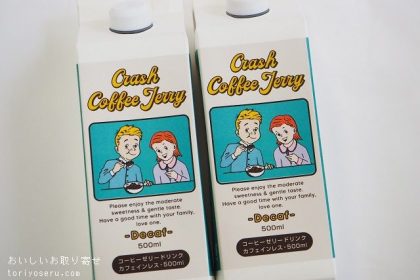 Crash
Coffee Jerry
Please enjoy the moderate
sweetness & gentle taste.
Have a good time with your family,
love one.
-Decaf-
500ml
コーヒーゼリードリンク
カフェインレス・500ml
Crash
Coffee Jerry
Please enjoy the moderate
sweetness & gentle taste.
Have a good time with your family,
love one.
-Decaf-
500ml
コーヒーゼリードリンク
カフェインレス・500ml
おいしいお取り寄せ
toriyoseru.com